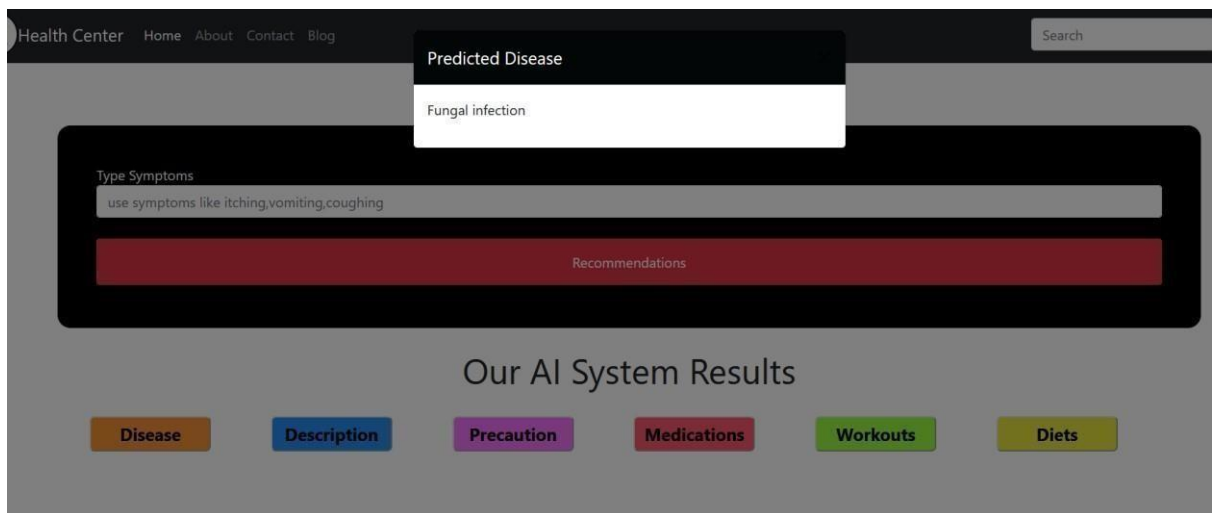 Health Center Home About Contact Blog Search
Predicted Disease
Fungal infection
Type Symptoms
use symptoms like itching,vomiting,coughing
Recommendations
Our AI System Results
Disease Description Precaution Medications Workouts Diets